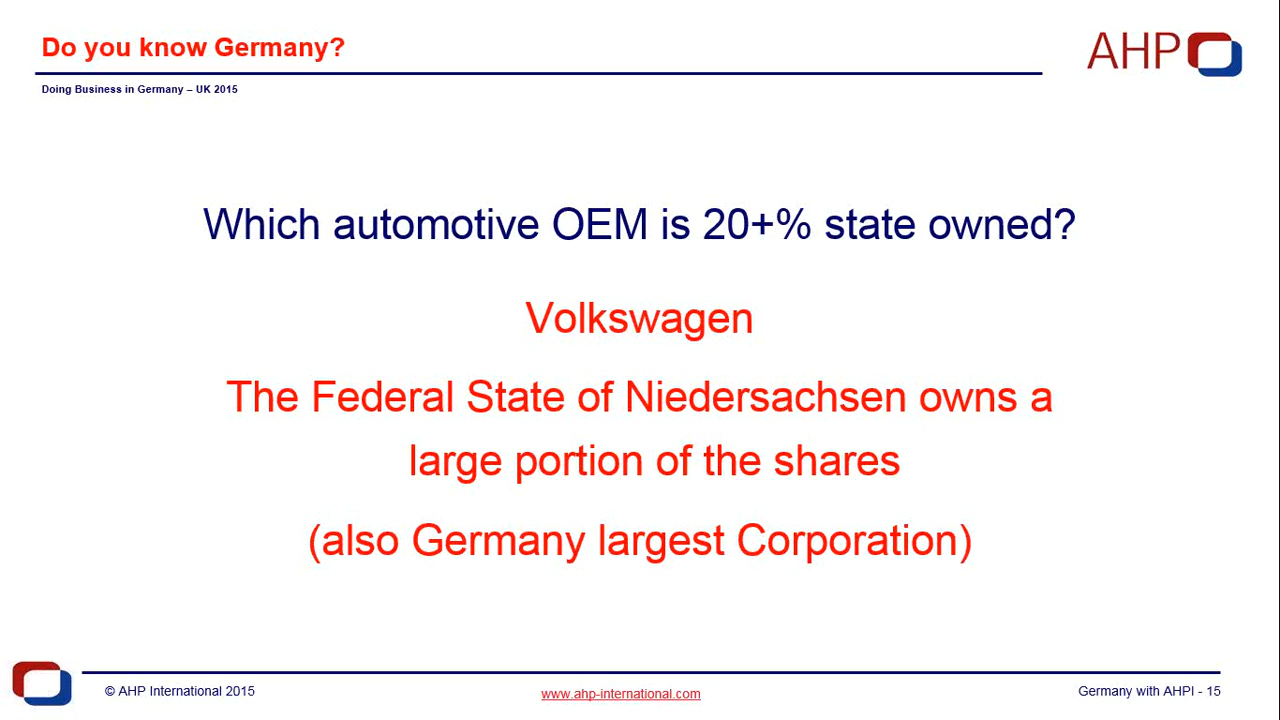 Do you know Germany?
AHP
Doing Business in Germany – UK 2015
Which automotive OEM is 20+% state owned?
Volkswagen
The Federal State of Niedersachsen owns a
large portion of the shares
(also Germany largest Corporation)
© AHP International 2015
www.ahp-international.com
Germany with AHPI - 15